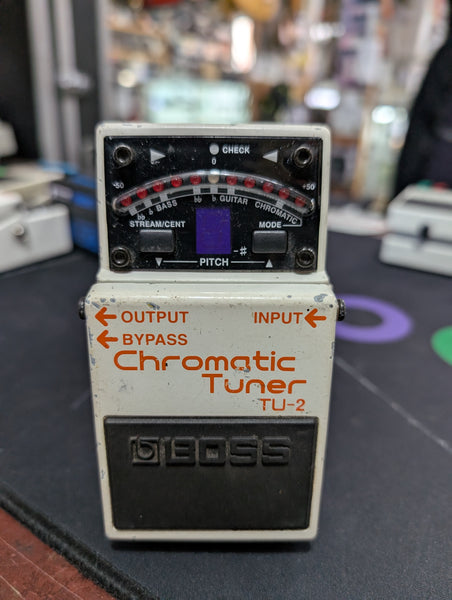 CHECK
0
-50 +50
♭♭ ♭ BASS ♭♭ ♭ GUITAR CHROMATIC
STREAM/CENT MODE
-#
▼ PITCH ▲
← OUTPUT INPUT ←
← BYPASS
Chromatic
Tuner
TU-2
BOSS